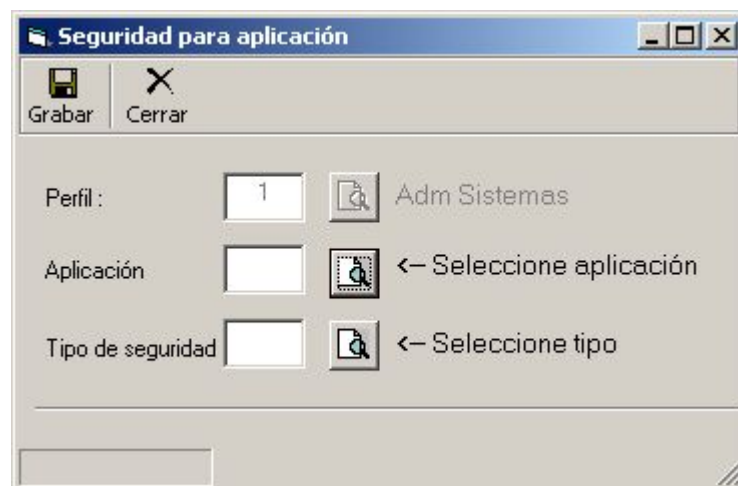 Seguridad para aplicación
Grabar Cerrar
Perfil : 1 Adm Sistemas
Aplicación <-- Seleccione aplicación
Tipo de seguridad <-- Seleccione tipo